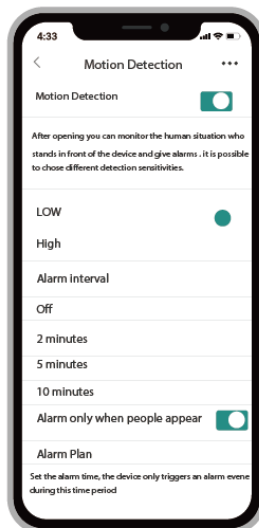 4:33
Motion Detection
Motion Detection
After opening you can monitor the human situation who
stands in front of the device and give alarms . it is possible
to chose different detection sensitivities.
LOW
High
Alarm interval
Off
2 minutes
5 minutes
10 minutes
Alarm only when people appear
Alarm Plan
Set the alarm time, the device only triggers an alarm evene
during this time period